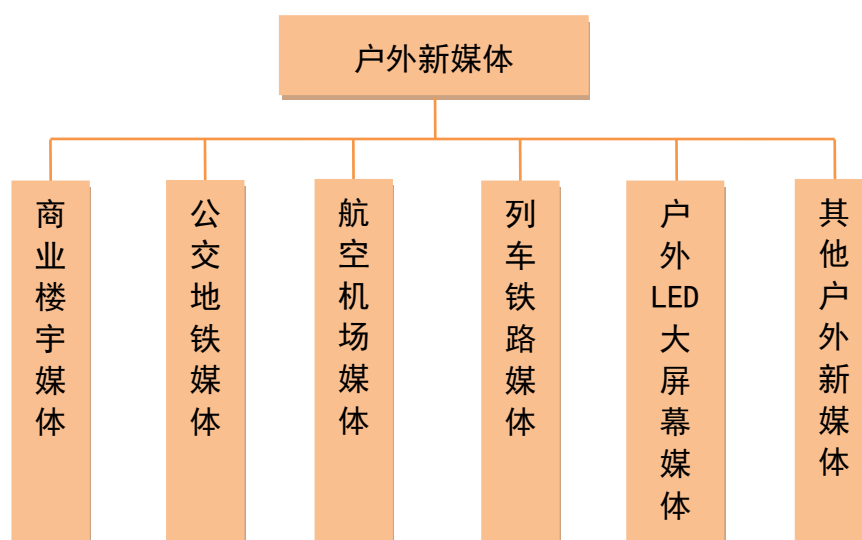 户外新媒体
商业楼宇媒体
公交地铁媒体
航空机场媒体
列车铁路媒体
户外LED大屏幕媒体
其他户外新媒体